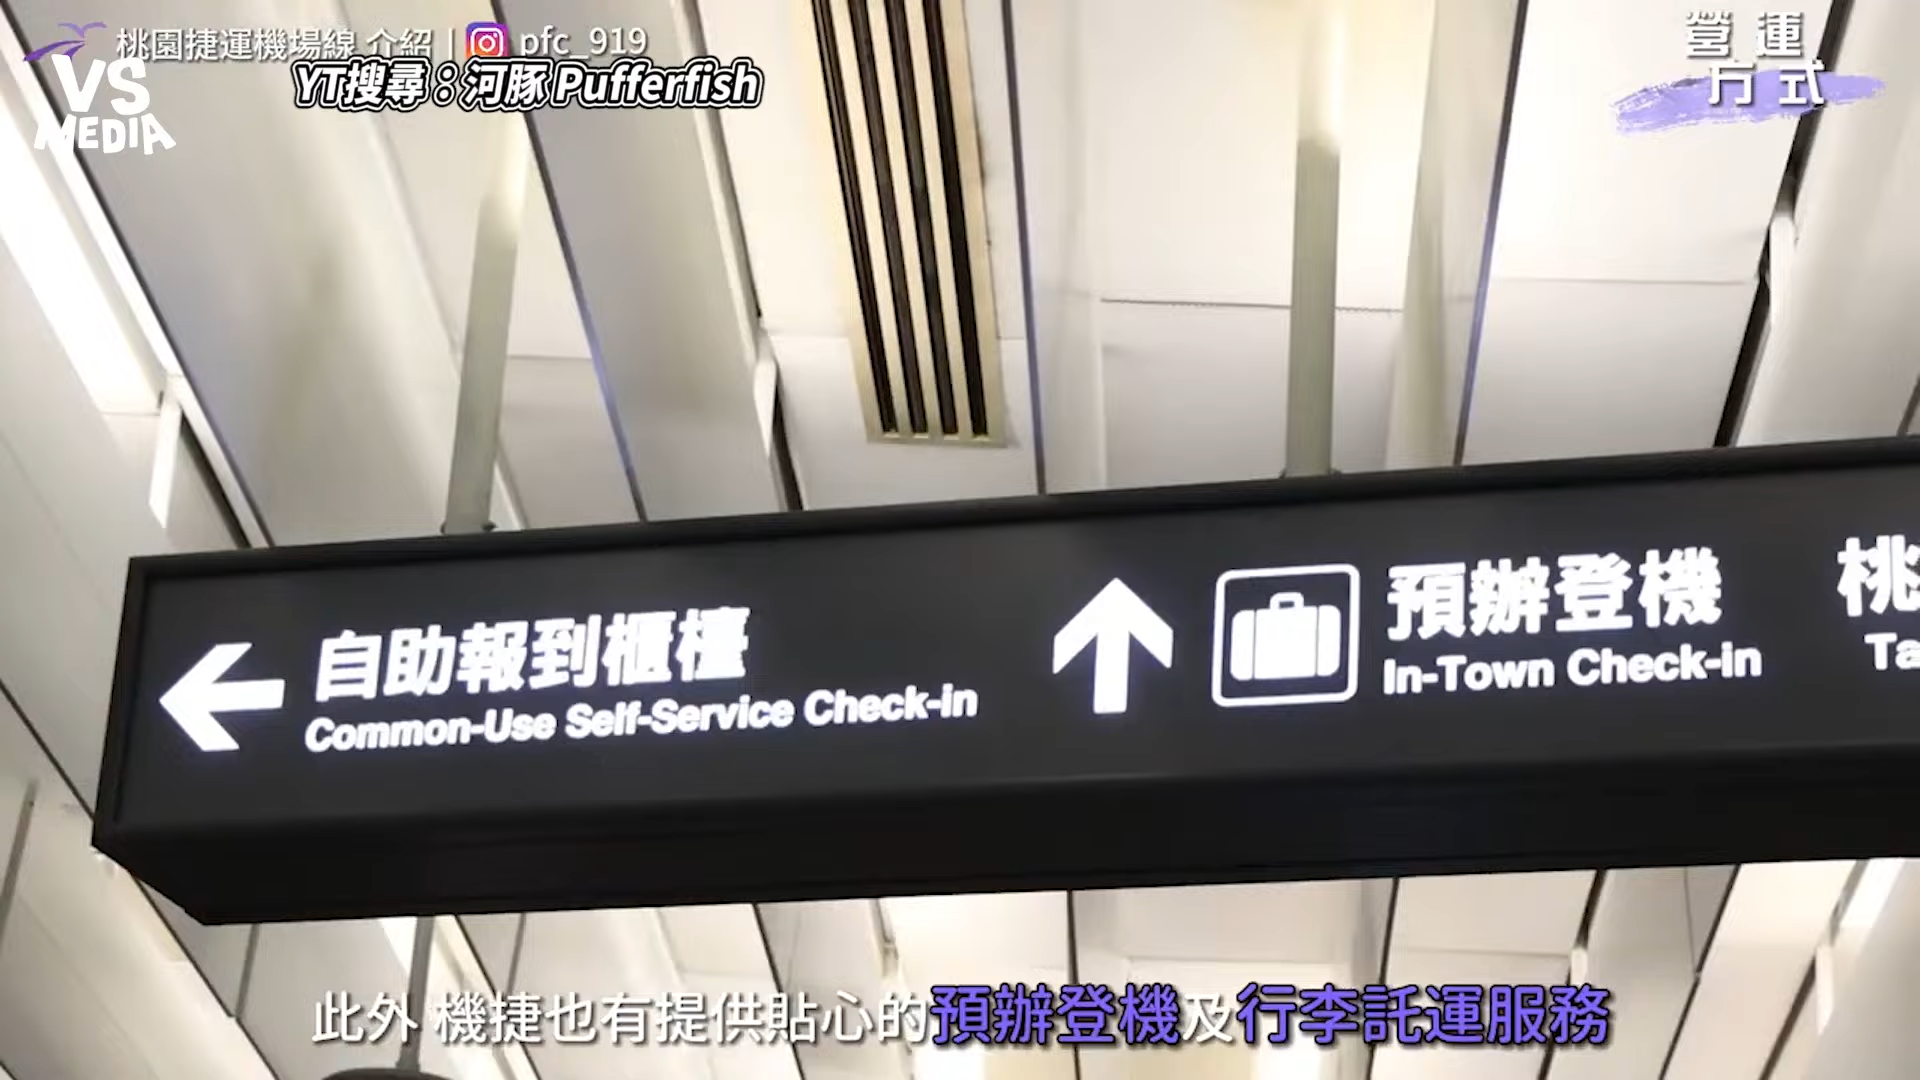 桃園捷運機場線 介紹 | pfc_919
YT搜尋：河豚 Pufferfish
VS
MEDIA
營運
方式
自助報到櫃檯
Common-Use Self-Service Check-in
預辦登機
In-Town Check-in
桃
Ta
此外 機捷也有提供貼心的預辦登機及行李託運服務